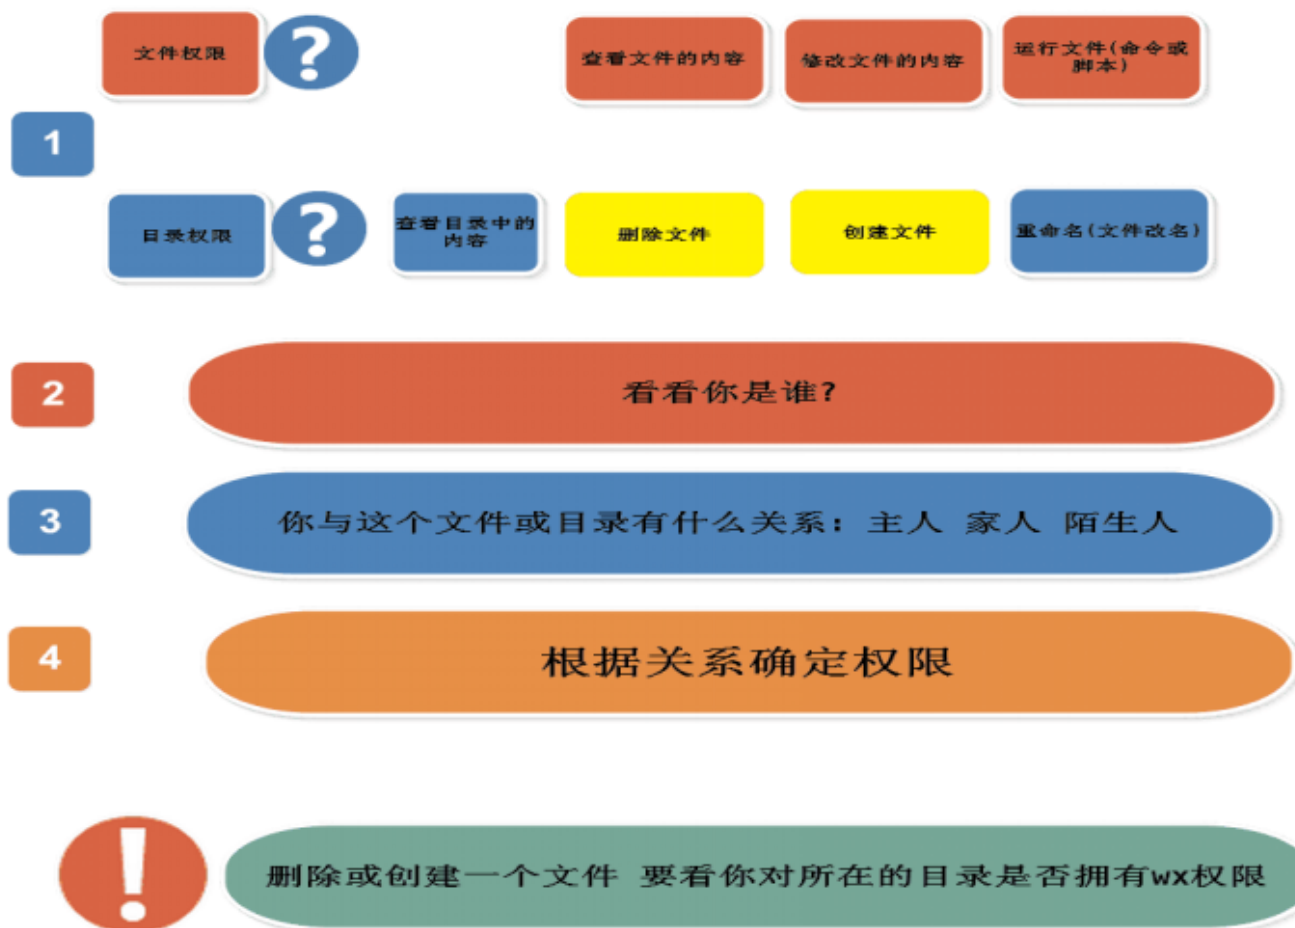 文件权限
?
查看文件的内容
修改文件的内容
运行文件(命令或
脚本)
1
目录权限
?
查看目录中的
内容
删除文件
创建文件
重命名(文件改名)
2
看看你是谁?
3
你与这个文件或目录有什么关系：主人 家人 陌生人
4
根据关系确定权限
!
删除或创建一个文件 要看你对所在的目录是否拥有wx权限